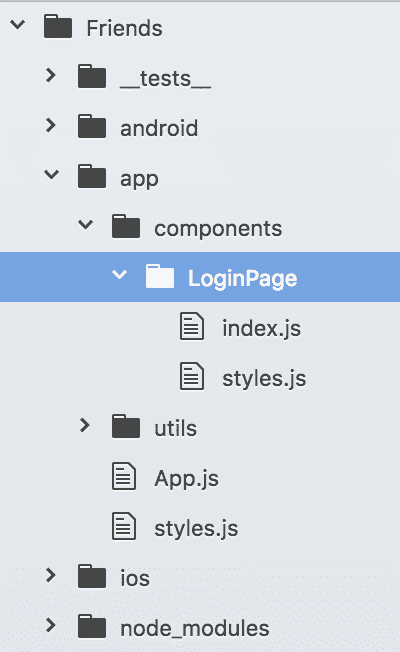 Friends
__tests__
android
app
components
LoginPage
index.js
styles.js
utils
App.js
styles.js
ios
node_modules